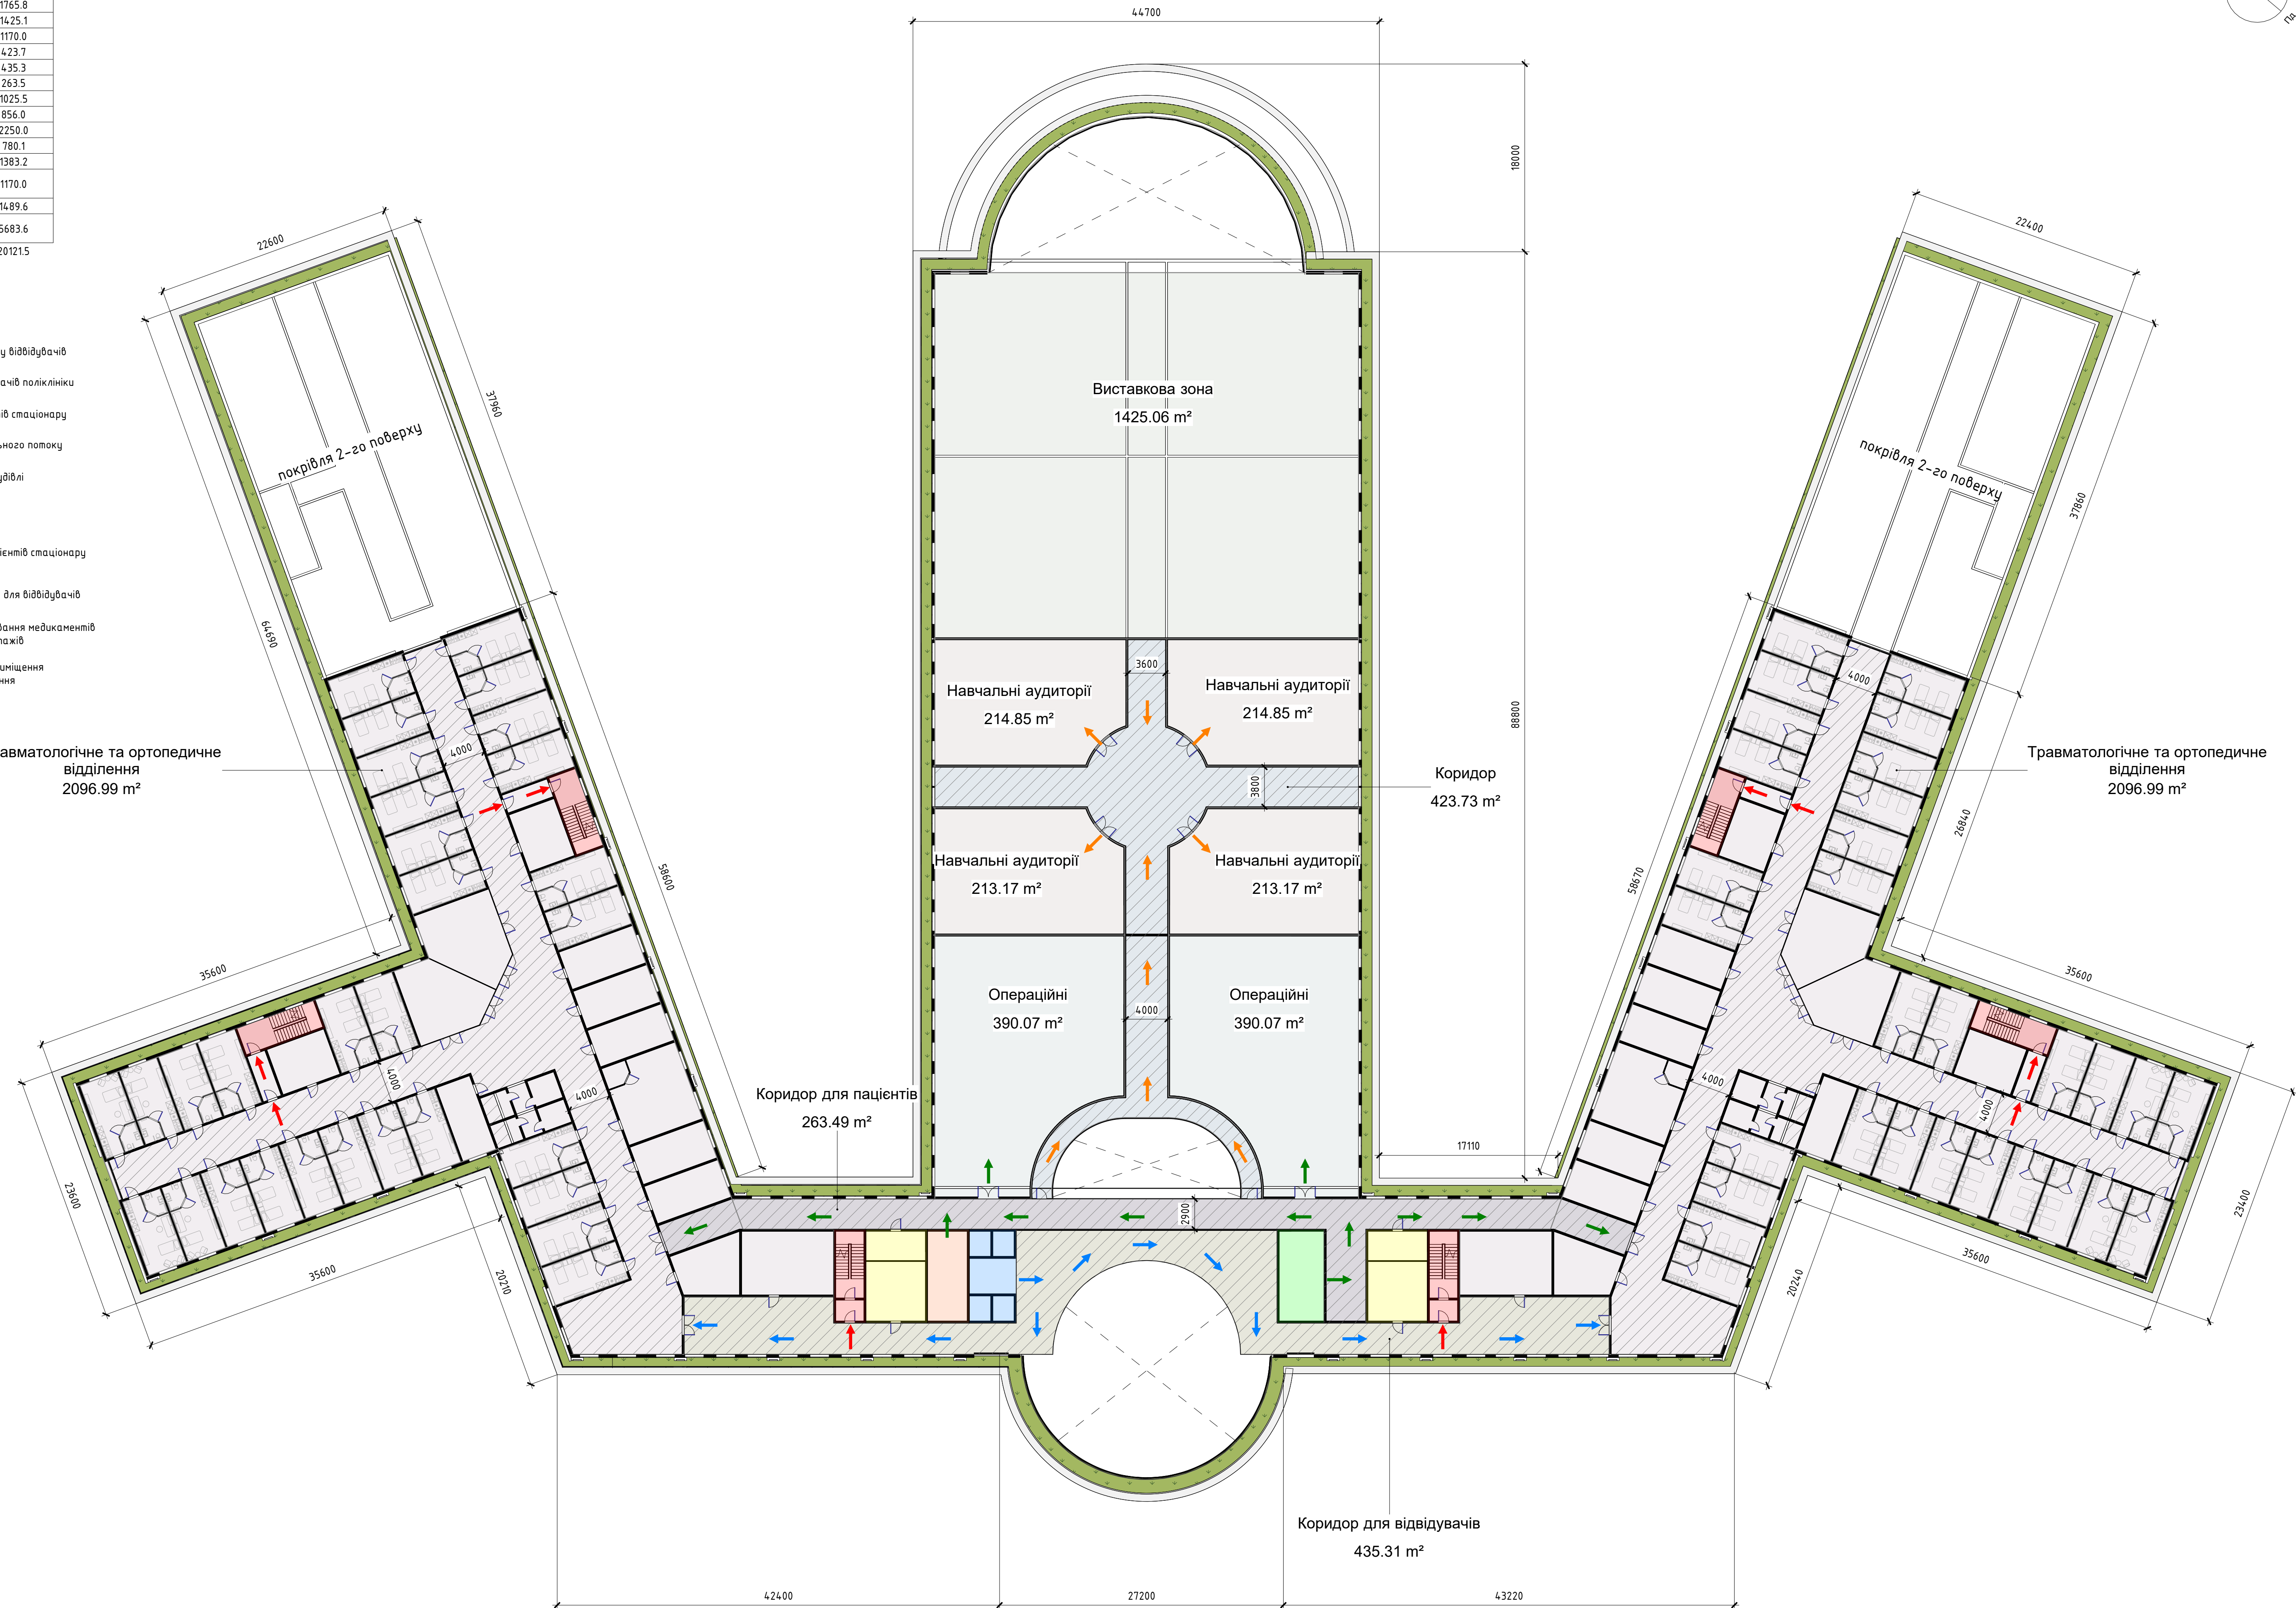 1765.8
1425.1
1170.0
423.7
435.3
263.5
1025.5
856.0
2250.0
780.1
1383.2
1170.0
1489.6
5683.6
20121.5
у відвідувачів
ачів поліклініки
ів стаціонару
ьного потоку
удівлі
ієнтів стаціонару
для відвідувачів
вання медикаментів
тажів
иміщення
ння
Пд
44700
18000
88800
22600
37960
64690
58600
35600
23600
35600
20210
покрівля 2-го поверху
4000
4000
4000
авматологічне та ортопедичне
відділення
2096.99 m²
Виставкова зона
1425.06 m²
3600
Навчальні аудиторії
214.85 m²
Навчальні аудиторії
214.85 m²
3800
Коридор
423.73 m²
Навчальні аудиторії
213.17 m²
Навчальні аудиторії
213.17 m²
Операційні
390.07 m²
Операційні
390.07 m²
4000
Коридор для пацієнтів
263.49 m²
2900
17110
22400
37860
покрівля 2-го поверху
26840
58670
4000
4000
4000
Травматологічне та ортопедичне
відділення
2096.99 m²
35600
23400
35600
20240
Коридор для відвідувачів
435.31 m²
42400
27200
43220